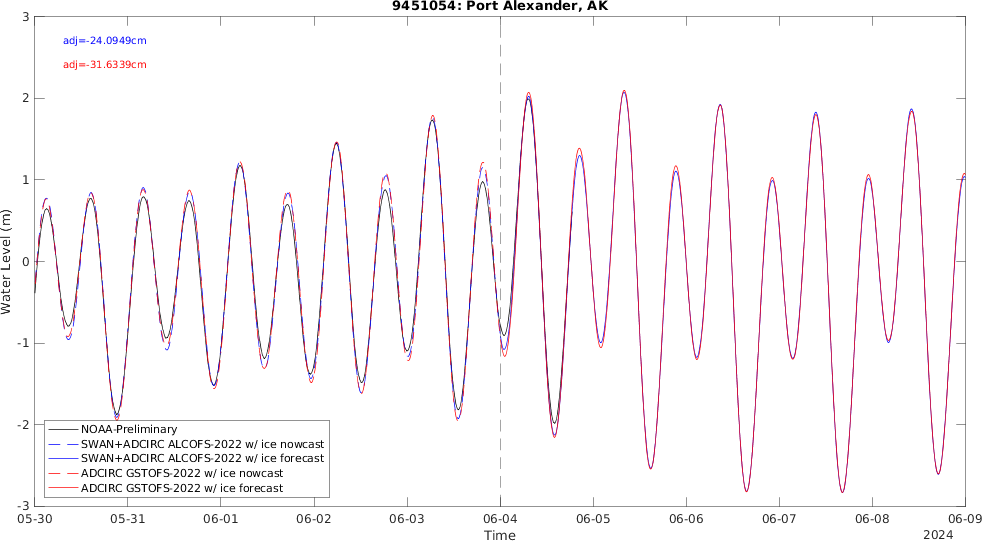 9451054: Port Alexander, AK
adj=-24.0949cm
adj=-31.6339cm
Water Level (m)
3
2
1
0
-1
-2
-3
NOAA-Preliminary
SWAN+ADCIRC ALCOFS-2022 w/ ice nowcast
SWAN+ADCIRC ALCOFS-2022 w/ ice forecast
ADCIRC GSTOFS-2022 w/ ice nowcast
ADCIRC GSTOFS-2022 w/ ice forecast
05-30 05-31 06-01 06-02 06-03 06-04 06-05 06-06 06-07 06-08 06-09
Time
2024